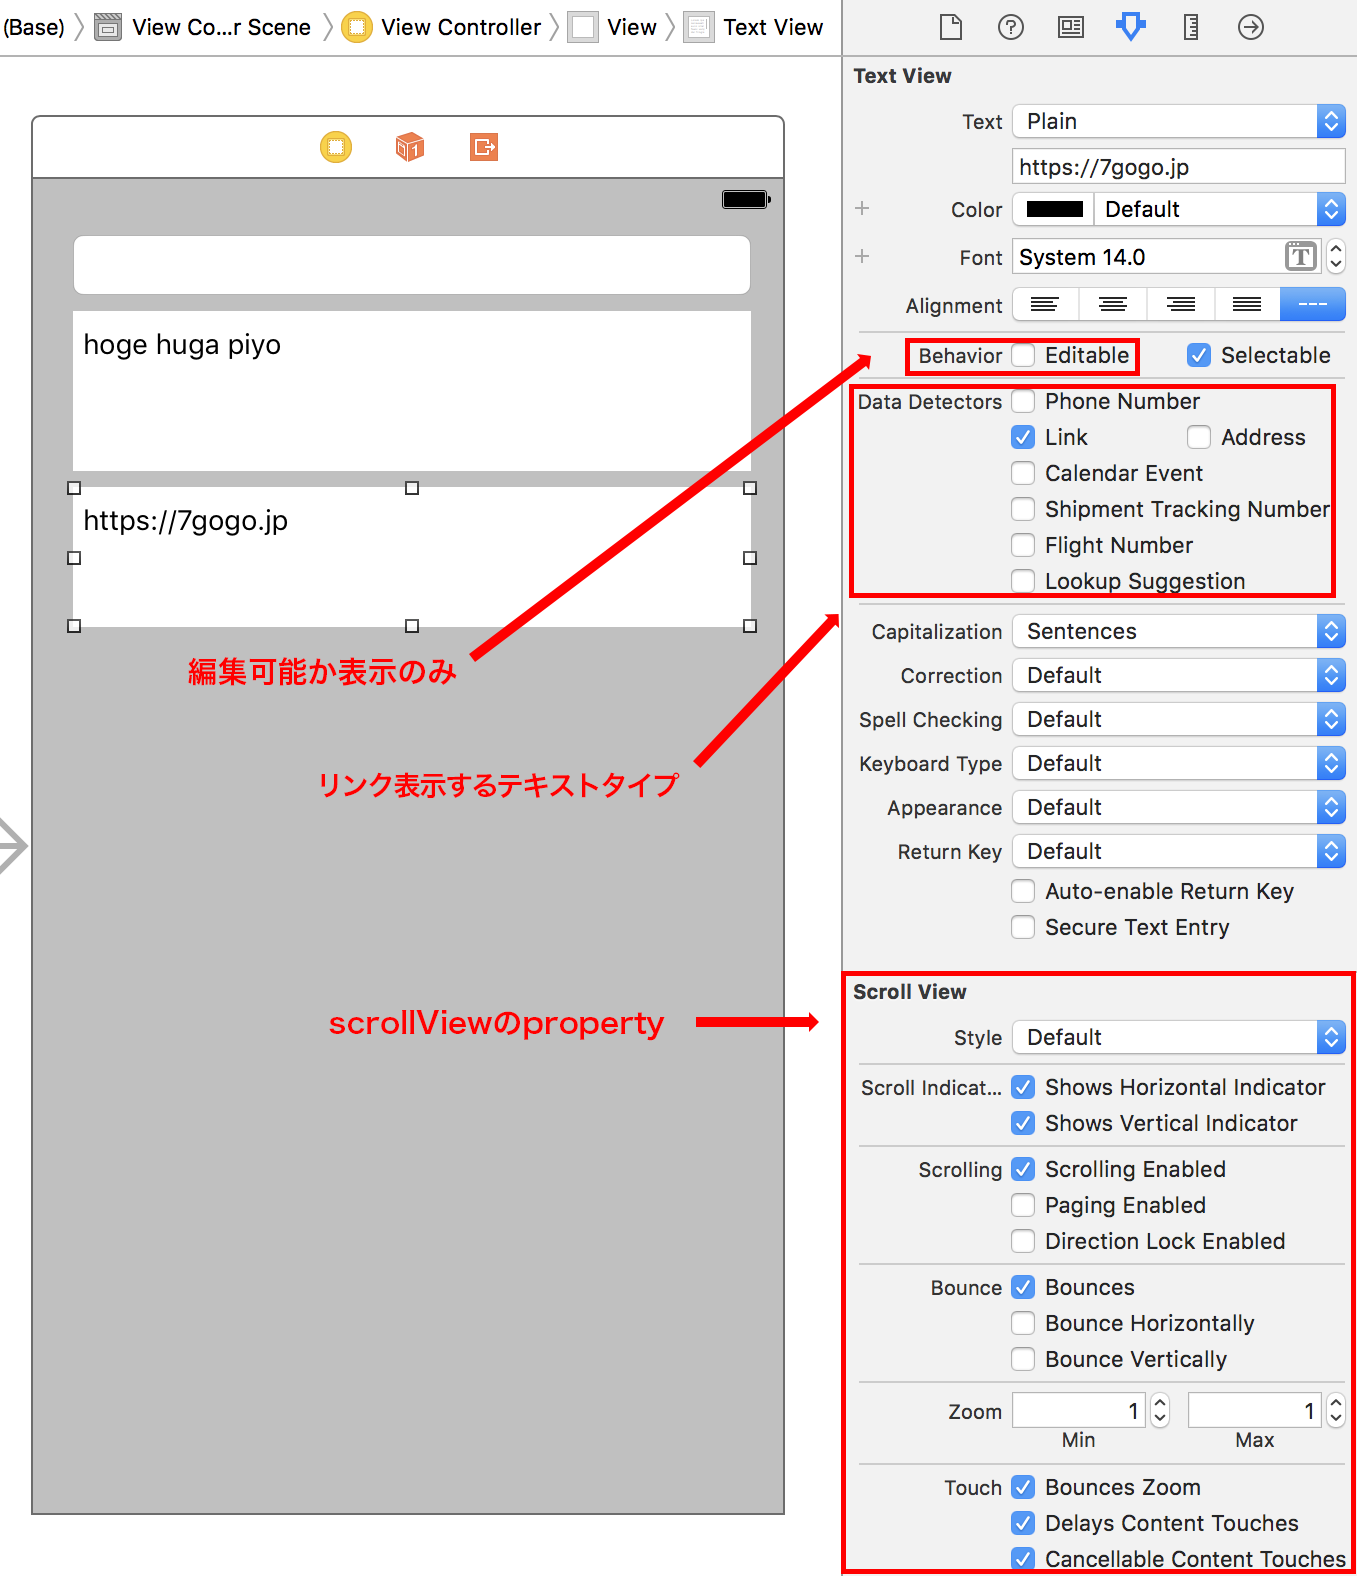 (Base) View Co...r Scene View Controller View Text View
hoge huga piyo
https://7gogo.jp
編集可能か表示のみ
リンク表示するテキストタイプ
scrollViewのproperty
Text View
Text Plain
https://7gogo.jp
Color Default
Font System 14.0 T
Alignment ---
Behavior Editable Selectable
Data Detectors Phone Number
Link Address
Calendar Event
Shipment Tracking Number
Flight Number
Lookup Suggestion
Capitalization Sentences
Correction Default
Spell Checking Default
Keyboard Type Default
Appearance Default
Return Key Default
Auto-enable Return Key
Secure Text Entry
Scroll View
Style Default
Scroll Indicat... Shows Horizontal Indicator
Shows Vertical Indicator
Scrolling Scrolling Enabled
Paging Enabled
Direction Lock Enabled
Bounce Bounces
Bounce Horizontally
Bounce Vertically
Zoom 1 1
Min Max
Touch Bounces Zoom
Delays Content Touches
Cancellable Content Touches